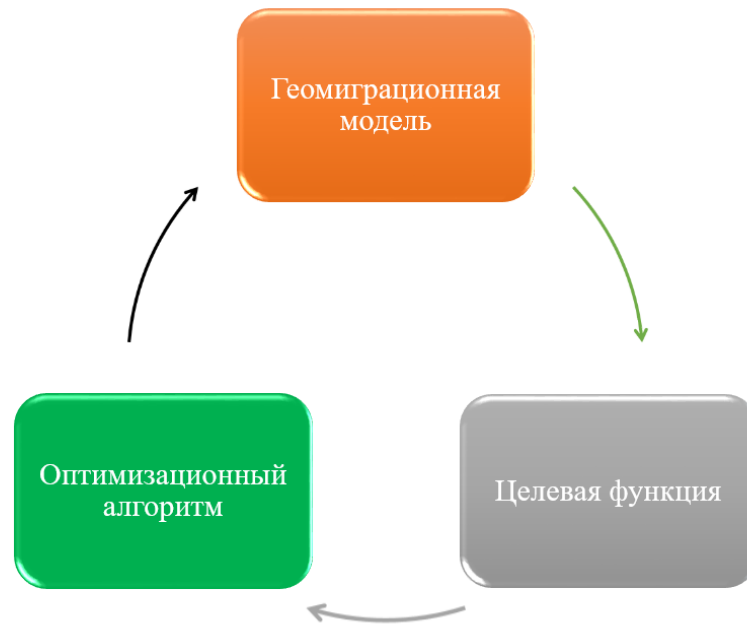 Геомиграционная
модель
Оптимизационный
алгоритм
Целевая функция